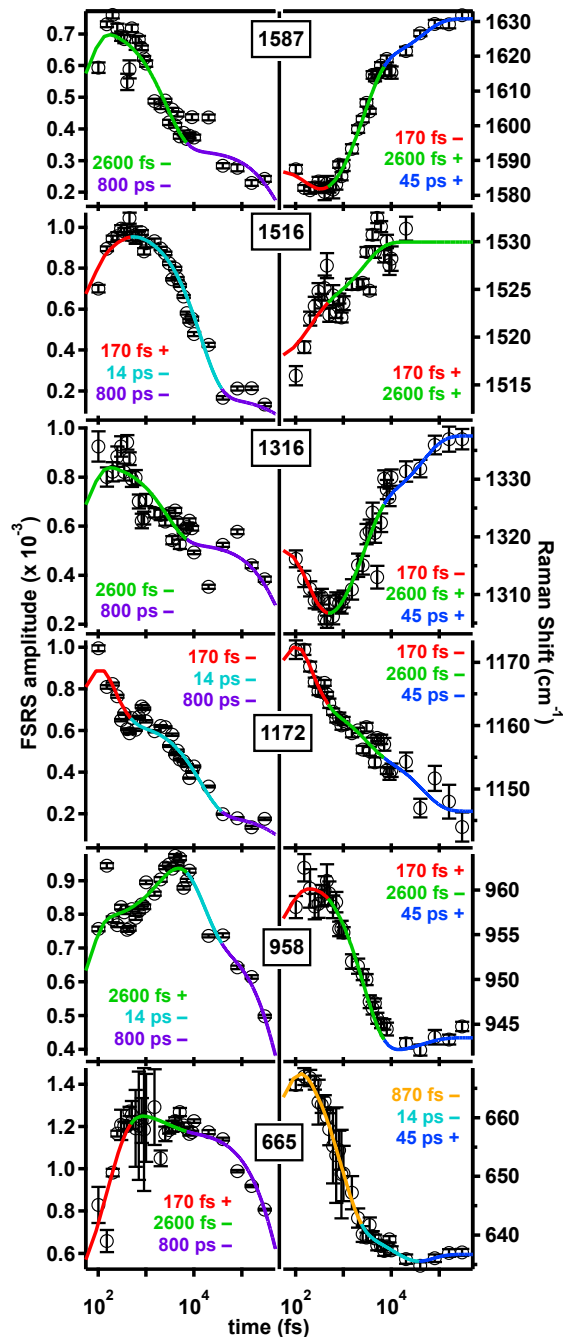 1587
0.7
0.6
0.5
0.4
0.3
0.2
2600 fs –
800 ps –
1630
1620
1610
1600
1590
1580
170 fs –
2600 fs +
45 ps +
1516
1.0
0.8
0.6
0.4
0.2
170 fs +
14 ps –
800 ps –
1530
1525
1520
1515
170 fs +
2600 fs +
1316
1.0
0.8
0.6
0.4
0.2
2600 fs –
800 ps –
1330
1320
1310
170 fs –
2600 fs +
45 ps +
1172
1.0
0.8
0.6
0.4
0.2
170 fs –
14 ps –
800 ps –
1170
1160
1150
170 fs –
2600 fs –
45 ps –
958
0.9
0.8
0.7
0.6
0.5
0.4
2600 fs +
14 ps –
800 ps –
960
955
950
945
170 fs +
2600 fs –
45 ps +
665
1.4
1.2
1.0
0.8
0.6
170 fs +
2600 fs –
800 ps –
660
650
640
870 fs –
14 ps –
45 ps +
10² 10³ 10⁴ 10² 10³ 10⁴
time (fs)
FSRS amplitude (x 10⁻³)
Raman Shift (cm⁻¹)